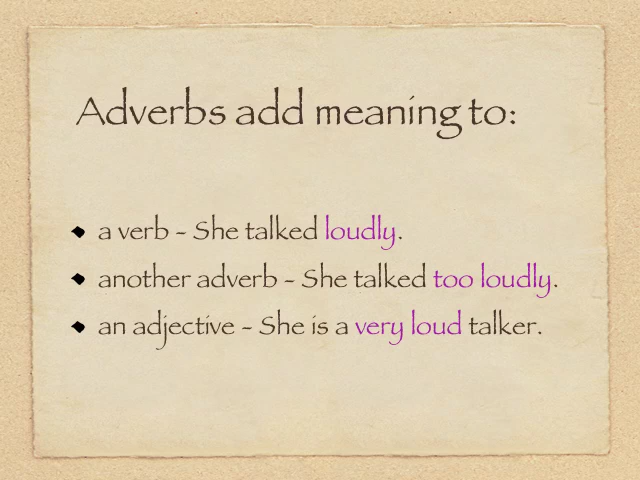 Adverbs add meaning to:
a verb - She talked loudly.
another adverb - She talked too loudly.
an adjective - She is a very loud talker.